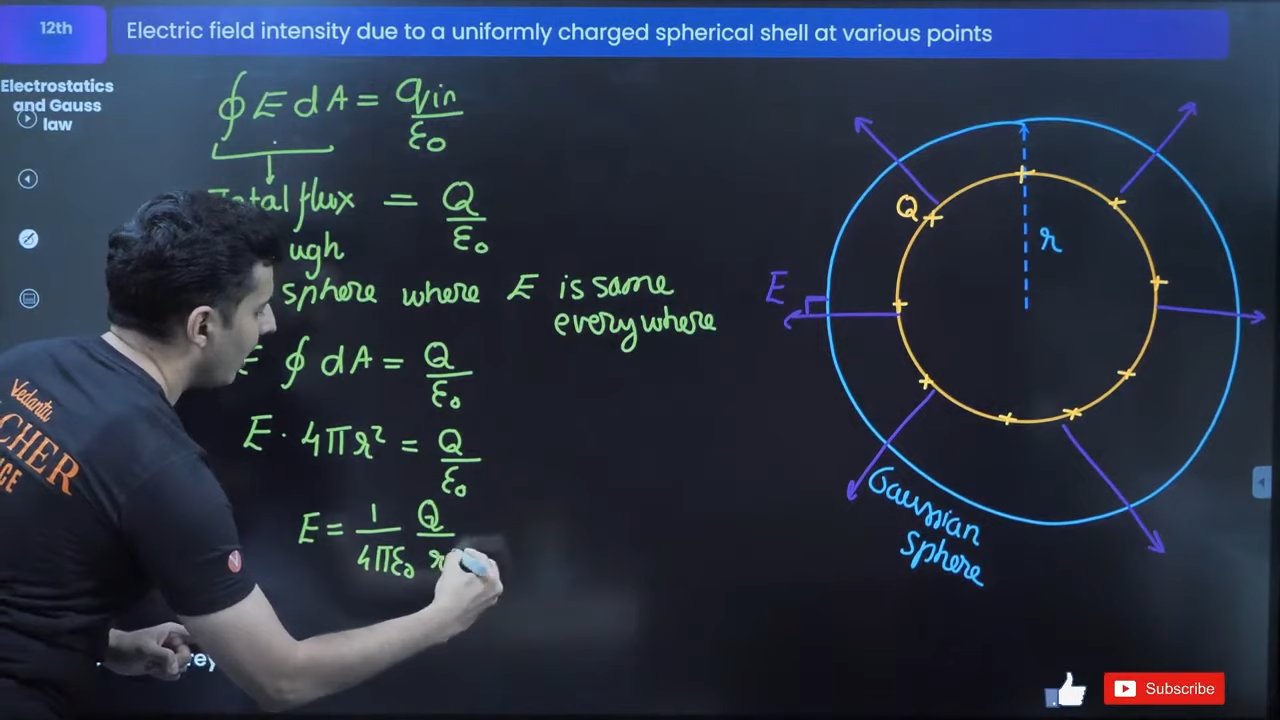 12th
Electric field intensity due to a uniformly charged spherical shell at various points
Electrostatics
and Gauss
law
∮ E dA = qin/ε0
Total flux = Q/ε0
ugh
sphere where E is same
everywhere
E ∮ dA = Q/ε0
E · 4πr² = Q/ε0
E = 1/4πε0 Q/r
Q
r
E
Gaussian
sphere
Vedantu
Subscribe